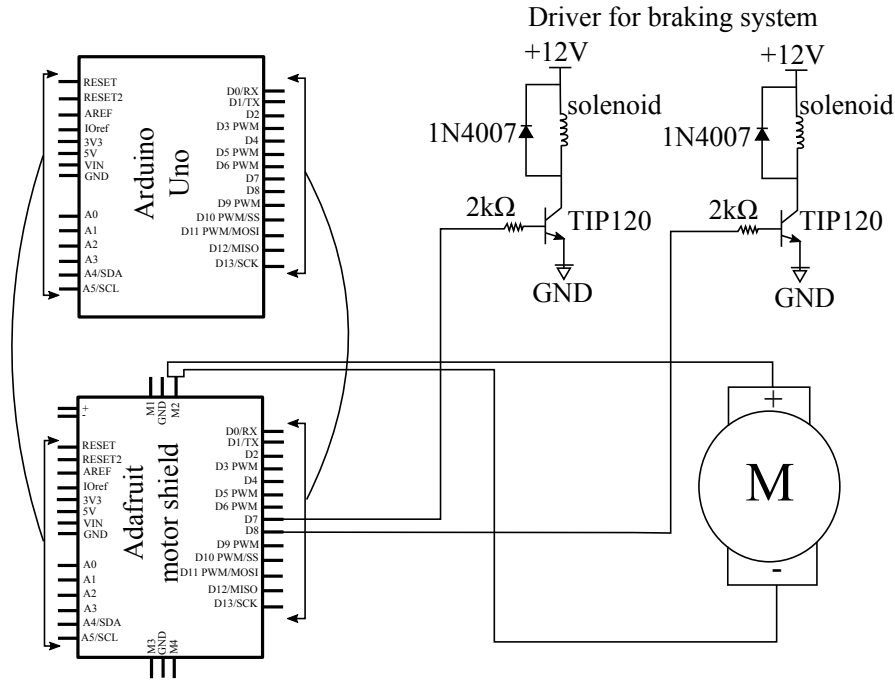 Driver for braking system
+12V
solenoid
1N4007
2kΩ
TIP120
GND
+12V
solenoid
1N4007
2kΩ
TIP120
GND
RESET
RESET2
AREF
IOref
3V3
5V
VIN
GND
A0
A1
A2
A3
A4/SDA
A5/SCL
Arduino
Uno
D0/RX
D1/TX
D2
D3 PWM
D4
D5 PWM
D6 PWM
D7
D8
D9 PWM
D10 PWM/SS
D11 PWM/MOSI
D12/MISO
D13/SCK
M1
GND
M2
+
-
RESET
RESET2
AREF
IOref
3V3
5V
VIN
GND
A0
A1
A2
A3
A4/SDA
A5/SCL
Adafruit
motor shield
D0/RX
D1/TX
D2
D3 PWM
D4
D5 PWM
D6 PWM
D7
D8
D9 PWM
D10 PWM/SS
D11 PWM/MOSI
D12/MISO
D13/SCK
M3
GND
M4
+
M
-